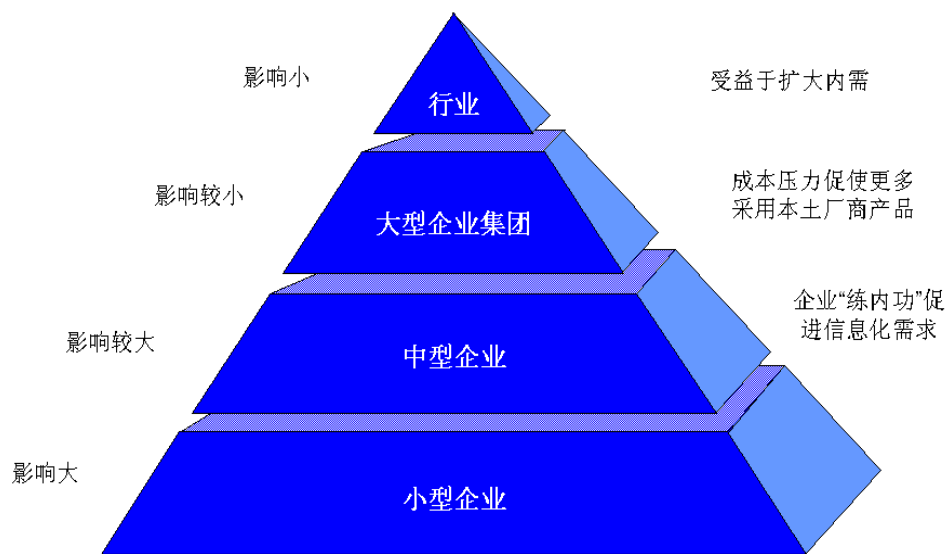 影响小
行业
受益于扩大内需
影响较小
大型企业集团
成本压力促使更多
采用本土厂商产品
影响较大
中型企业
企业“练内功”促
进信息化需求
影响大
小型企业